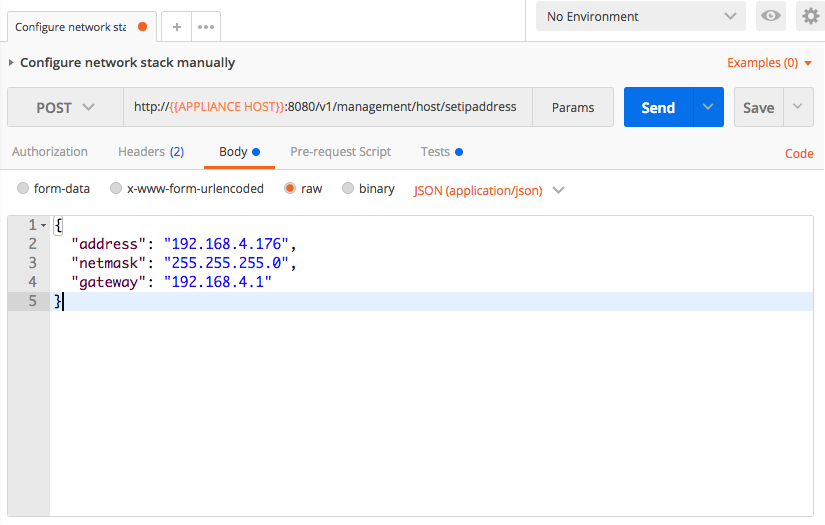 Configure network sta
+
•••
No Environment
Configure network stack manually
Examples (0)
POST
http://{{APPLIANCE HOST}}:8080/v1/management/host/setipaddress
Params
Send
Save
Authorization
Headers (2)
Body
Pre-request Script
Tests
Code
form-data
x-www-form-urlencoded
raw
binary
JSON (application/json)
1 {
2 "address": "192.168.4.176",
3 "netmask": "255.255.255.0",
4 "gateway": "192.168.4.1"
5 }